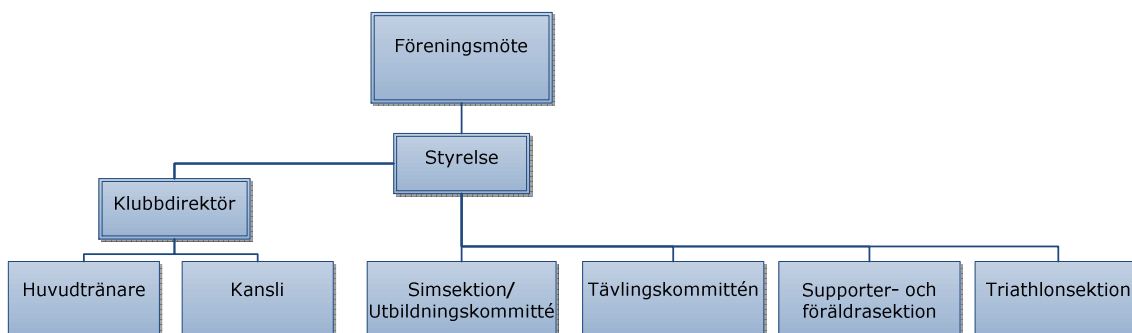 Föreningsmöte
Styrelse
Klubbdirektör
Huvudtränare
Kansli
Simsektion/
Utbildningskommitté
Tävlingskommittén
Supporter- och
föräldrasektion
Triathlonsektion